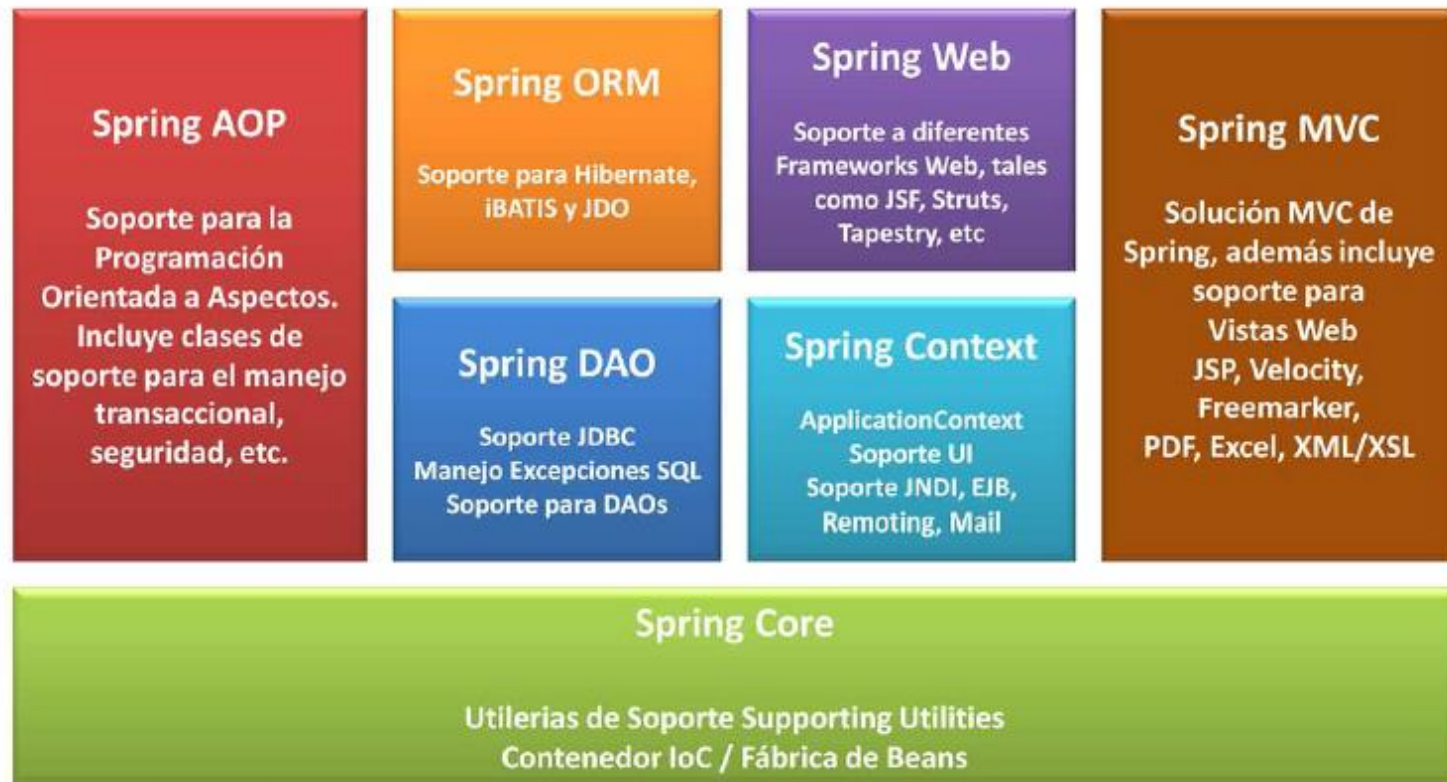 Spring AOP
Soporte para la
Programación
Orientada a Aspectos.
Incluye clases de
soporte para el manejo
transaccional,
seguridad, etc.
Spring ORM
Soporte para Hibernate,
iBATIS y JDO
Spring Web
Soporte a diferentes
Frameworks Web, tales
como JSF, Struts,
Tapestry, etc
Spring MVC
Solución MVC de
Spring, además incluye
soporte para
Vistas Web
JSP, Velocity,
Freemarker,
PDF, Excel, XML/XSL
Spring DAO
Soporte JDBC
Manejo Excepciones SQL
Soporte para DAOs
Spring Context
ApplicationContext
Soporte UI
Soporte JNDI, EJB,
Remoting, Mail
Spring Core
Utilerias de Soporte Supporting Utilities
Contenedor IoC / Fábrica de Beans